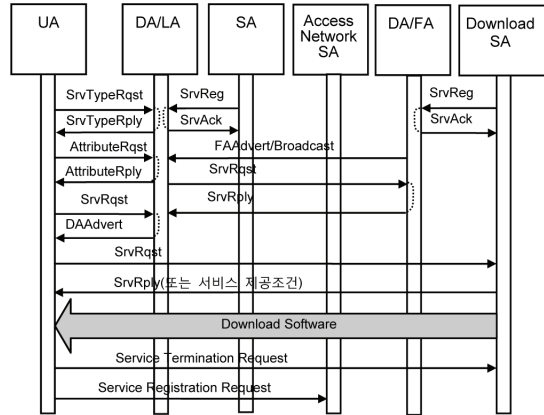 UA
DA/LA
SA
Access
Network
SA
DA/FA
Download
SA
SrvTypeRqst
SrvReg
SrvReg
SrvTypeRply
SrvAck
SrvAck
AttributeRqst
FAAdvert/Broadcast
AttributeRply
SrvRqst
SrvRqst
SrvRply
DAAdvert
SrvRqst
SrvRply(또는 서비스 제공조건)
Download Software
Service Termination Request
Service Registration Request